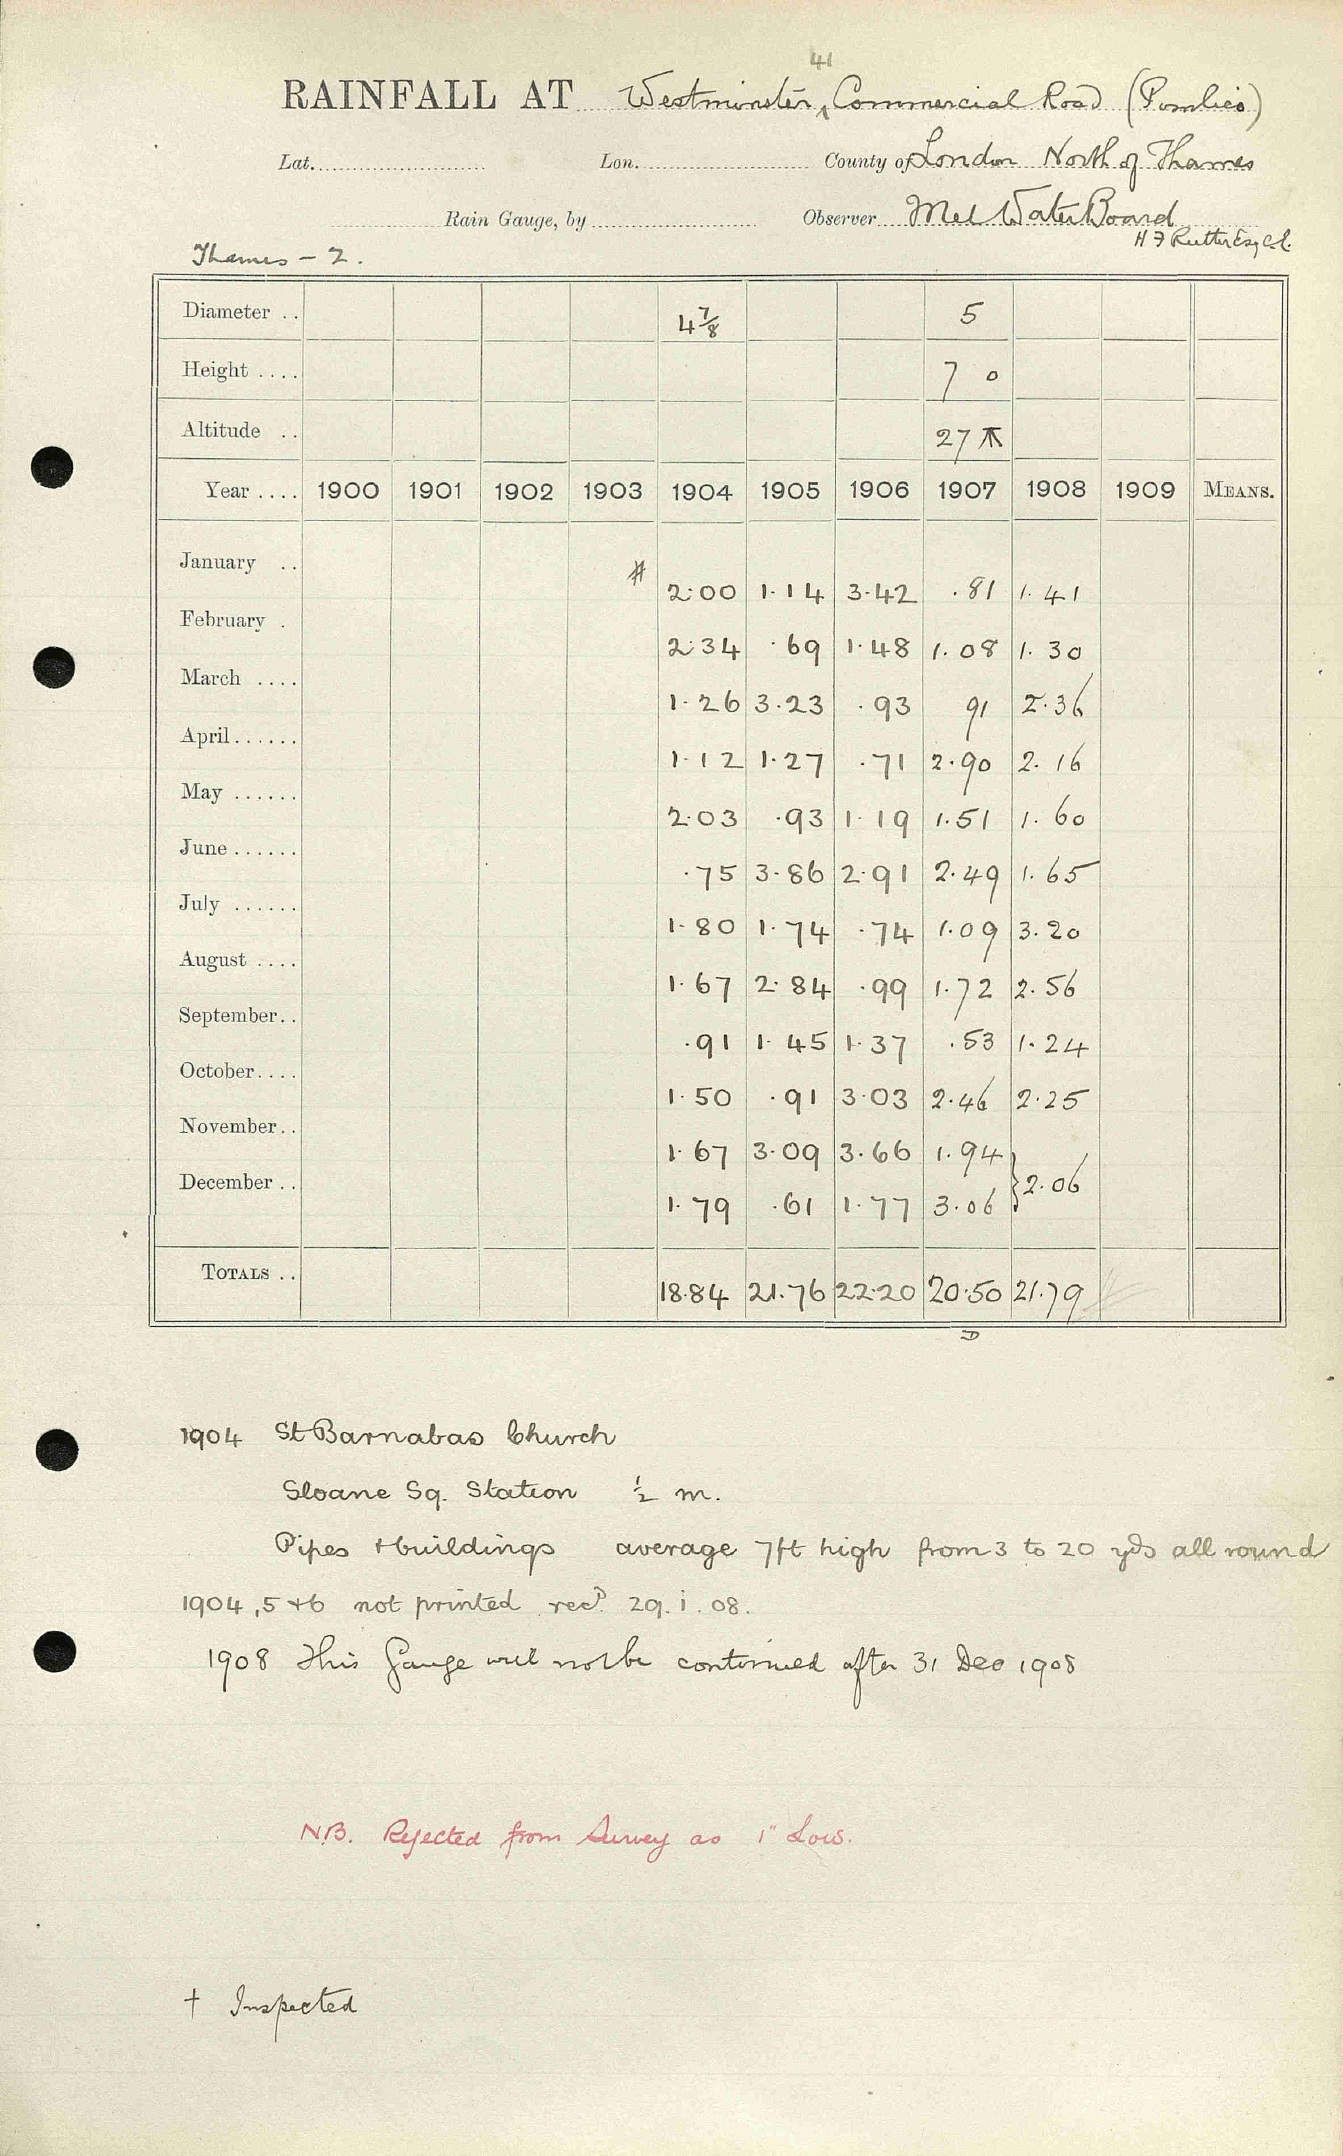 41
RAINFALL AT Westminster, Commercial Road (Pimlico)
Lat. Lon. County of London North of Thames
Rain Gauge, by Observer Met Water Board
H F Rutter Esq C.E.
Thames - 2.
Diameter .. 4 7/8 5
Height .... 7 0
Altitude .. 27
Year .... 1900 1901 1902 1903 1904 1905 1906 1907 1908 1909 MEANS.
January .. # 2.00 1.14 3.42 .81 1.41
February . 2.34 .69 1.48 1.08 1.30
March .... 1.26 3.23 .93 91 2.36
April...... 1.12 1.27 .71 2.90 2.16
May ...... 2.03 .93 1.19 1.51 1.60
June ...... .75 3.86 2.91 2.49 1.65
July ...... 1.80 1.74 .74 1.09 3.20
August .... 1.67 2.84 .99 1.72 2.56
September.. .91 1.45 1.37 .53 1.24
October.... 1.50 .91 3.03 2.46 2.25
November.. 1.67 3.09 3.66 1.94
December .. 1.79 .61 1.77 3.06 } 2.06
TOTALS .. 18.84 21.76 22.20 20.50 21.79
D
1904 St Barnabas Church
Sloane Sq. Station 1/2 m.
Pipes + buildings average 7ft high from 3 to 20 yds all round
1904, 5 + 6 not printed recd. 29. i. 08.
1908 This Gauge will not be continued after 31 Dec 1908
N.B. Rejected from Survey as 1" Low.
† Inspected